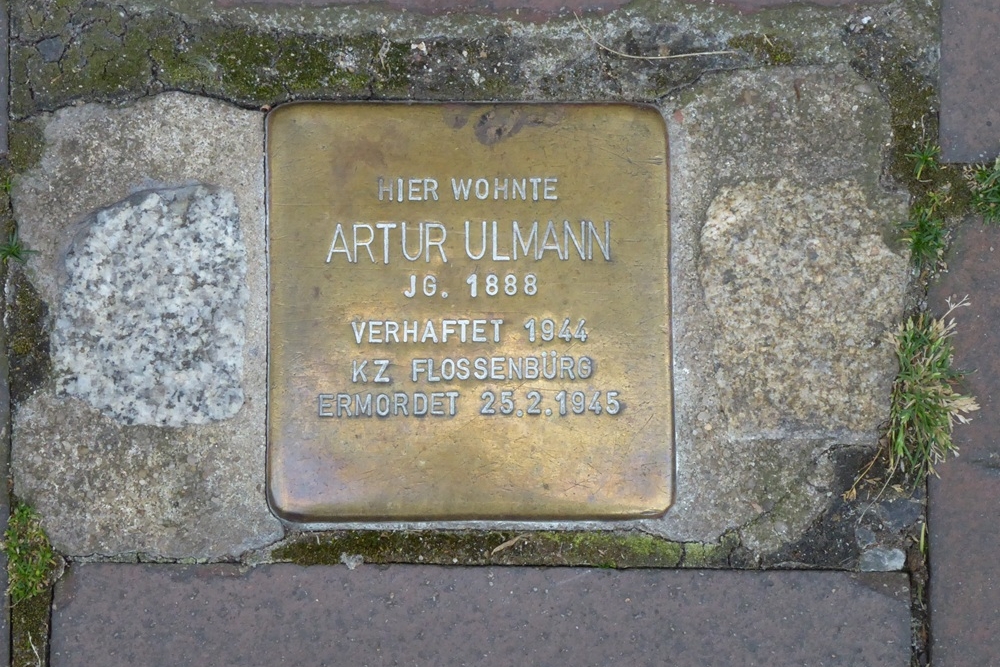 HIER WOHNTE
ARTUR ULMANN
JG. 1888
VERHAFTET 1944
KZ FLOSSENBÜRG
ERMORDET 25.2.1945